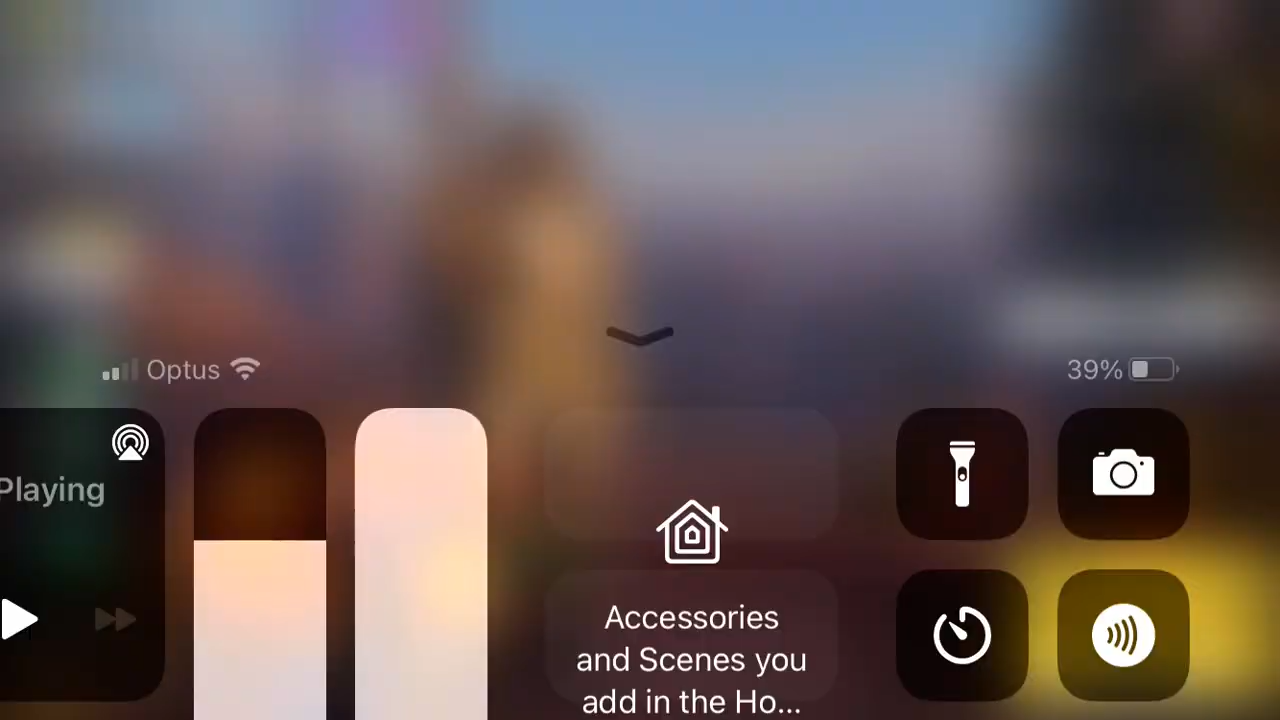 Optus
39%
Playing
Accessories
and Scenes you
add in the Ho...